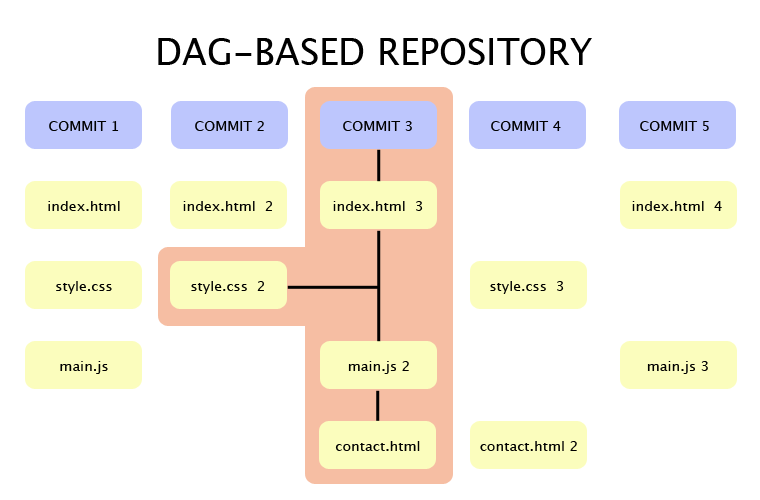 DAG-BASED REPOSITORY
COMMIT 1 COMMIT 2 COMMIT 3 COMMIT 4 COMMIT 5
index.html index.html 2 index.html 3 index.html 4
style.css style.css 2 style.css 3
main.js main.js 2 main.js 3
contact.html contact.html 2